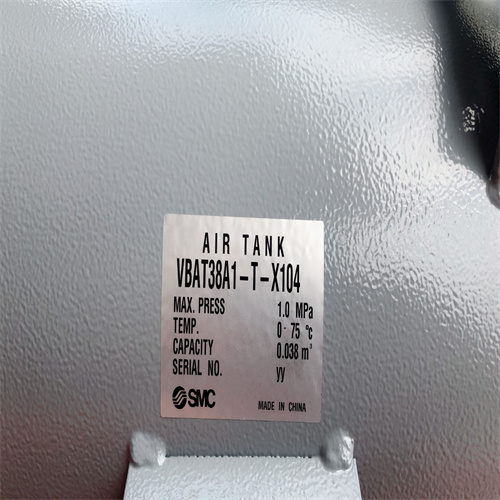 AIR TANK
VBAT38A1-T-X104
MAX. PRESS 1.0 MPa
TEMP. 0- 75 ℃
CAPACITY 0.038 m³
SERIAL NO. yy
SMC MADE IN CHINA